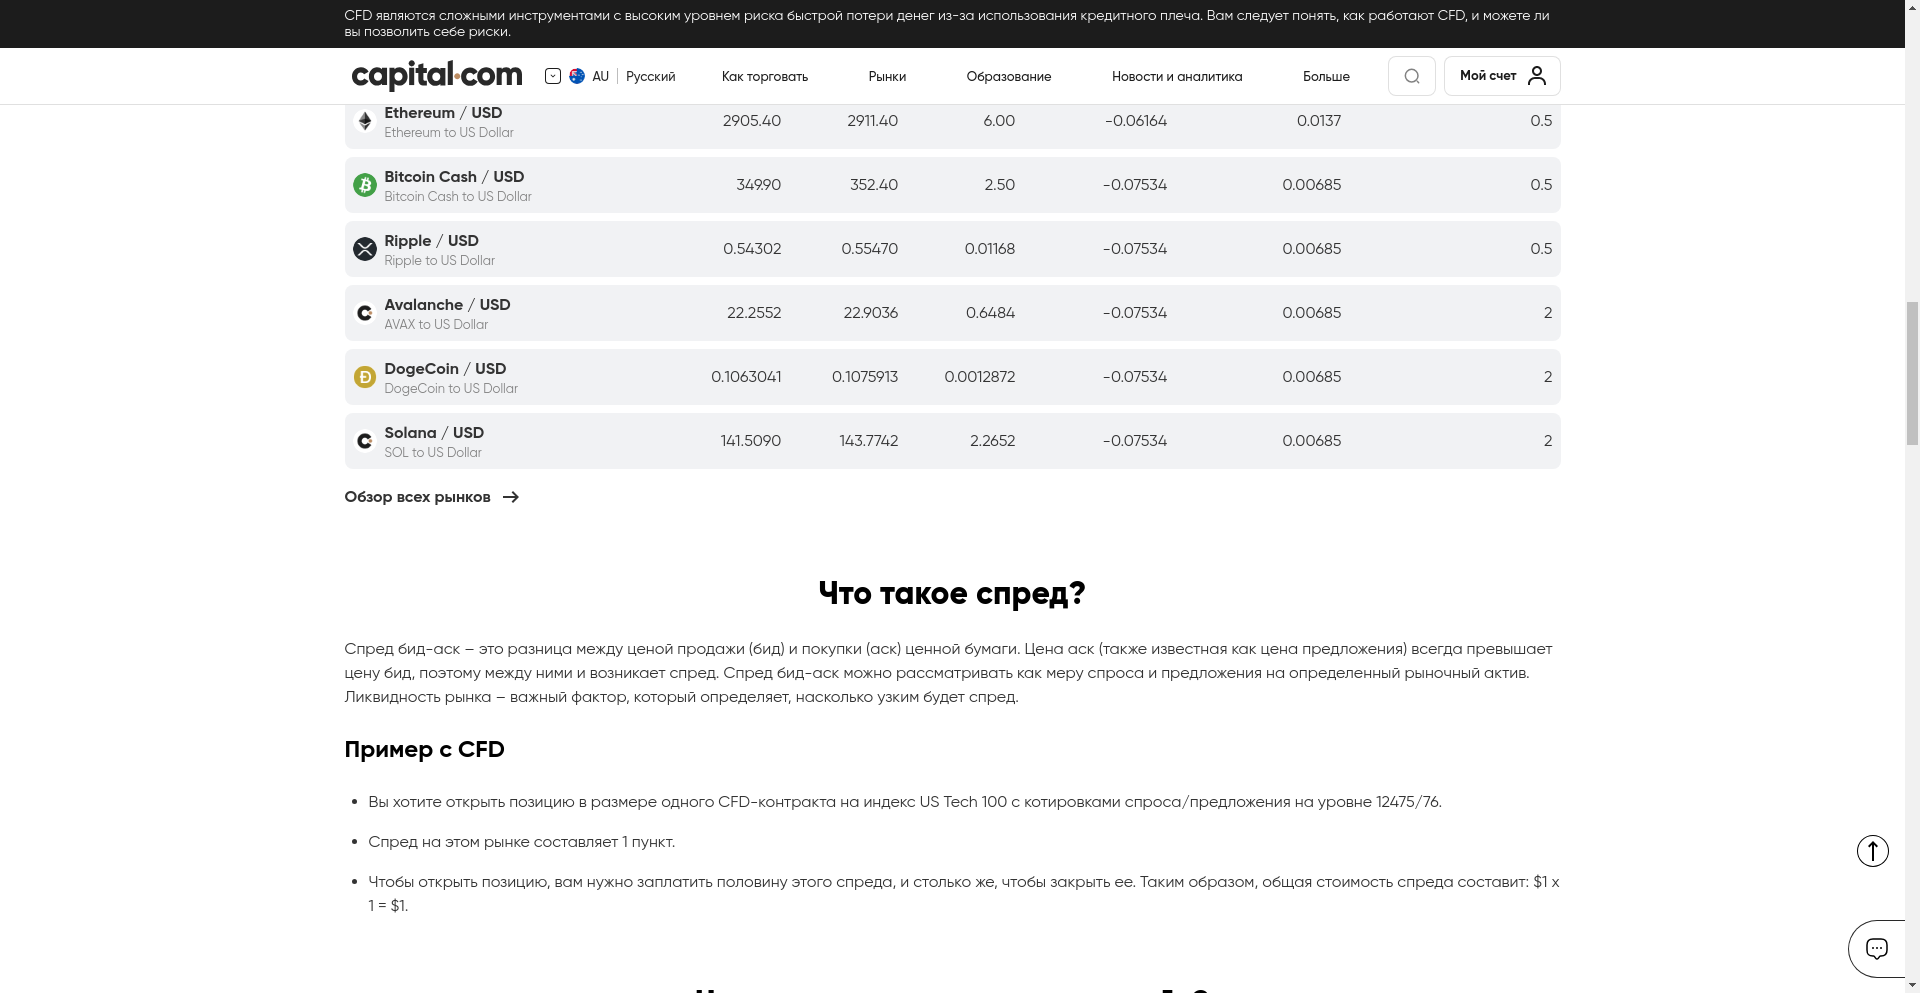 CFD являются сложными инструментами с высоким уровнем риска быстрой потери денег из-за использования кредитного плеча. Вам следует понять, как работают CFD, и можете ли
вы позволить себе риски.
capital.com AU Русский Как торговать Рынки Образование Новости и аналитика Больше Мой счет
Ethereum / USD 2905.40 2911.40 6.00 -0.06164 0.0137 0.5
Ethereum to US Dollar
Bitcoin Cash / USD 349.90 352.40 2.50 -0.07534 0.00685 0.5
Bitcoin Cash to US Dollar
Ripple / USD 0.54302 0.55470 0.01168 -0.07534 0.00685 0.5
Ripple to US Dollar
Avalanche / USD 22.2552 22.9036 0.6484 -0.07534 0.00685 2
AVAX to US Dollar
DogeCoin / USD 0.1063041 0.1075913 0.0012872 -0.07534 0.00685 2
DogeCoin to US Dollar
Solana / USD 141.5090 143.7742 2.2652 -0.07534 0.00685 2
SOL to US Dollar
Обзор всех рынков
Что такое спред?
Спред бид-аск – это разница между ценой продажи (бид) и покупки (аск) ценной бумаги. Цена аск (также известная как цена предложения) всегда превышает
цену бид, поэтому между ними и возникает спред. Спред бид-аск можно рассматривать как меру спроса и предложения на определенный рыночный актив.
Ликвидность рынка – важный фактор, который определяет, насколько узким будет спред.
Пример с CFD
• Вы хотите открыть позицию в размере одного CFD-контракта на индекс US Tech 100 с котировками спроса/предложения на уровне 12475/76.
• Спред на этом рынке составляет 1 пункт.
• Чтобы открыть позицию, вам нужно заплатить половину этого спреда, и столько же, чтобы закрыть ее. Таким образом, общая стоимость спреда составит: $1 x
1 = $1.